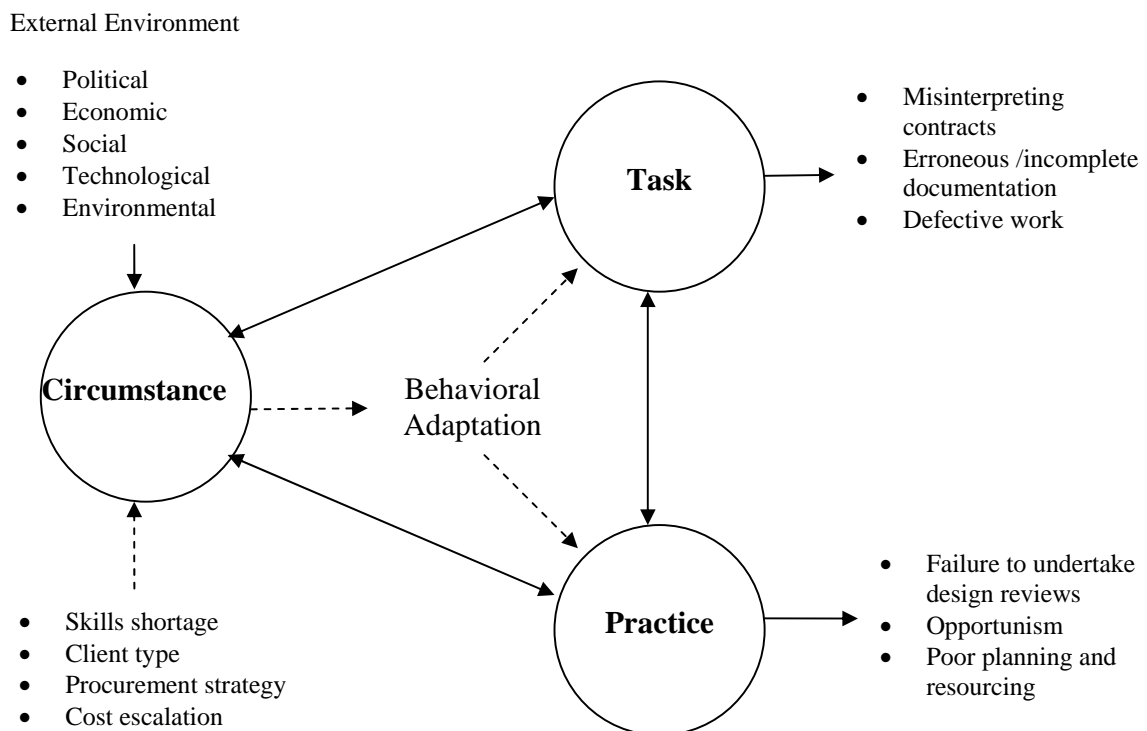 External Environment
• Political
• Economic
• Social
• Technological
• Environmental
Task
• Misinterpreting
contracts
• Erroneous /incomplete
documentation
• Defective work
Circumstance
Behavioral
Adaptation
Practice
• Failure to undertake
design reviews
• Opportunism
• Poor planning and
resourcing
• Skills shortage
• Client type
• Procurement strategy
• Cost escalation